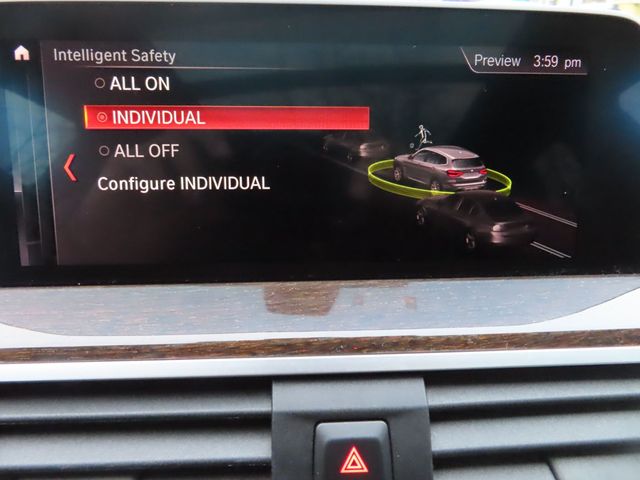 Intelligent Safety
Preview 3:59 pm
ALL ON
INDIVIDUAL
ALL OFF
Configure INDIVIDUAL